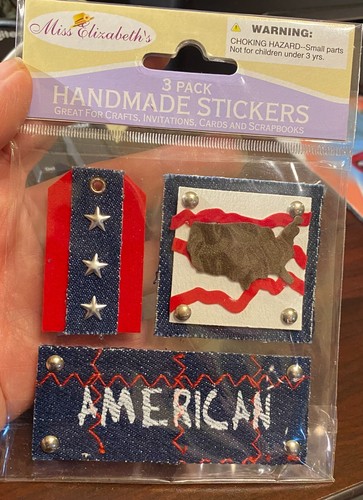 Miss Elizabeth's
WARNING:
CHOKING HAZARD--Small parts
Not for children under 3 yrs.
3 PACK
HANDMADE STICKERS
GREAT FOR CRAFTS, INVITATIONS, CARDS AND SCRAPBOOKS
AMERICAN